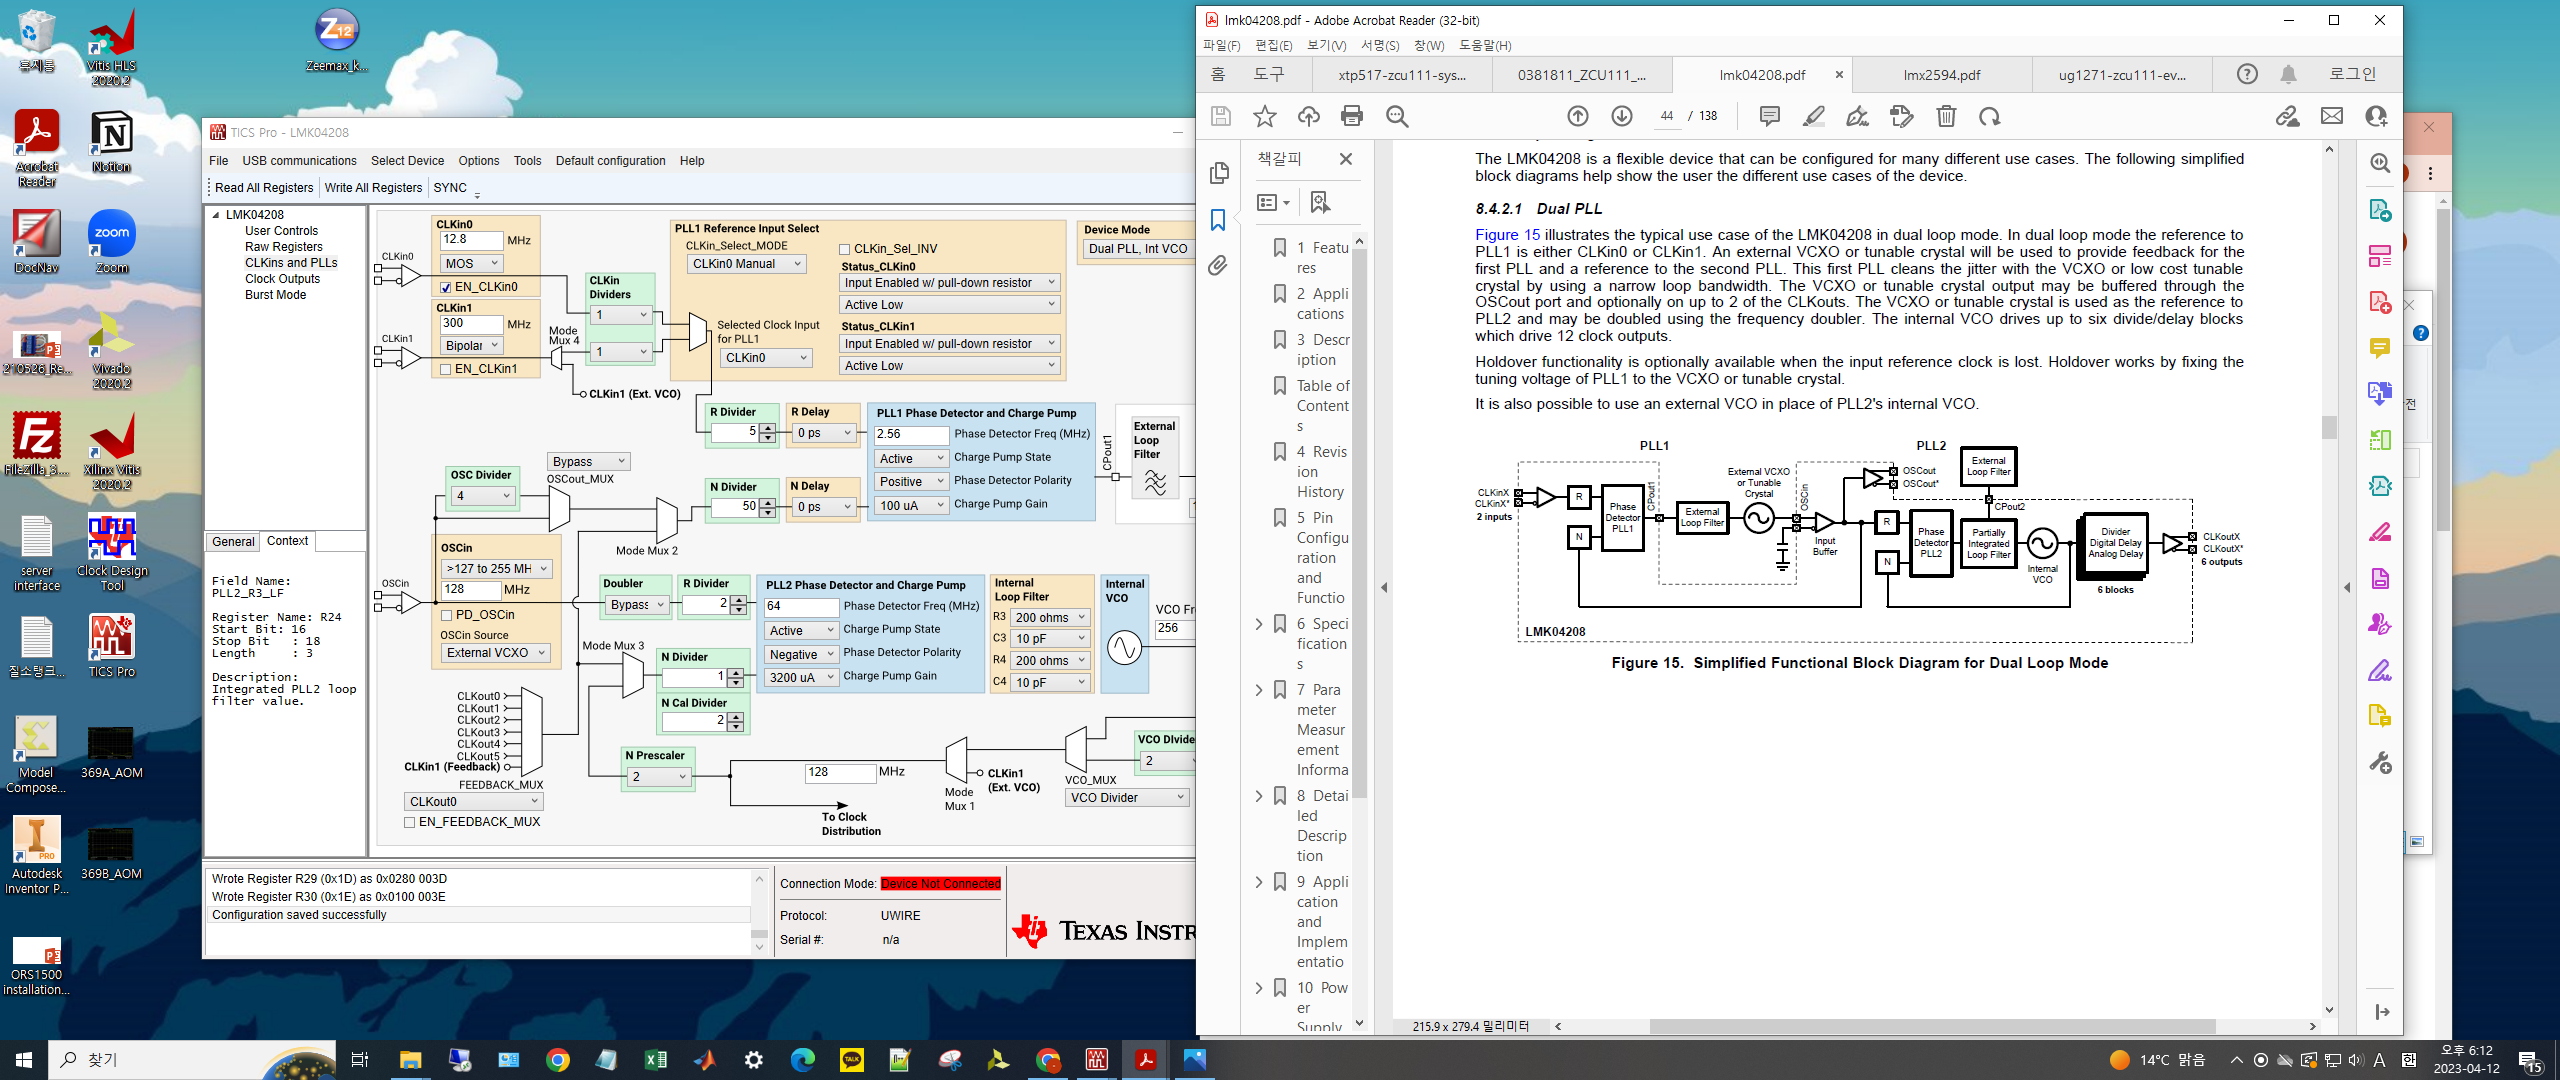 휴지통
Vitis HLS
2020.2
Zeemax_k...
Acrobat
Reader
Notion
DocNav
Zoom
210526_Re...
Vivado
2020.2
FileZilla_3....
Xilinx Vitis
2020.2
server
interface
Clock Design
Tool
질소탱크...
TICS Pro
Model
Compose...
369A_AOM
Autodesk
Inventor P...
369B_AOM
ORS1500
installation...
TICS Pro - LMK04208
File USB communications Select Device Options Tools Default configuration Help
Read All Registers Write All Registers SYNC
LMK04208
User Controls
Raw Registers
CLKins and PLLs
Clock Outputs
Burst Mode
General Context
Field Name:
PLL2_R3_LF
Register Name: R24
Start Bit: 16
Stop Bit : 18
Length : 3
Description:
Integrated PLL2 loop
filter value.
CLKin0
12.8 MHz
MOS
EN_CLKin0
CLKin0
CLKin1
300 MHz
Bipolar
EN_CLKin1
CLKin1
Mode
Mux 4
CLKin
Dividers
1
1
CLKin1 (Ext. VCO)
PLL1 Reference Input Select
CLKin_Select_MODE
CLKin0 Manual
CLKin_Sel_INV
Status_CLKin0
Input Enabled w/ pull-down resistor
Active Low
Selected Clock Input
for PLL1
CLKin0
Status_CLKin1
Input Enabled w/ pull-down resistor
Active Low
Device Mode
Dual PLL, Int VCO
R Divider
5
R Delay
0 ps
PLL1 Phase Detector and Charge Pump
2.56 Phase Detector Freq (MHz)
Active Charge Pump State
Positive Phase Detector Polarity
100 uA Charge Pump Gain
CPout1
External
Loop
Filter
Bypass
OSCout_MUX
OSC Divider
4
N Divider
50
N Delay
0 ps
Mode Mux 2
OSCin
>127 to 255 MH
128 MHz
PD_OSCin
OSCin Source
External VCXO
OSCin
Doubler
Bypass
R Divider
2
PLL2 Phase Detector and Charge Pump
64 Phase Detector Freq (MHz)
Active Charge Pump State
Negative Phase Detector Polarity
3200 uA Charge Pump Gain
Internal
Loop Filter
R3 200 ohms
C3 10 pF
R4 200 ohms
C4 10 pF
Internal
VCO
VCO Fr
256
Mode Mux 3
N Divider
1
N Cal Divider
2
CLKout0
CLKout1
CLKout2
CLKout3
CLKout4
CLKout5
CLKin1 (Feedback)
FEEDBACK_MUX
CLKout0
EN_FEEDBACK_MUX
N Prescaler
2
128 MHz
To Clock
Distribution
Mode
Mux 1
CLKin1
(Ext. VCO)
VCO_MUX
VCO Divider
VCO Divide
2
Wrote Register R29 (0x1D) as 0x0280 003D
Wrote Register R30 (0x1E) as 0x0100 003E
Configuration saved successfully
Connection Mode: Device Not Connected
Protocol: UWIRE
Serial #: n/a
TEXAS INSTR
lmk04208.pdf - Adobe Acrobat Reader (32-bit)
파일(F) 편집(E) 보기(V) 서명(S) 창(W) 도움말(H)
홈 도구 xtp517-zcu111-sys... 0381811_ZCU111_... lmk04208.pdf × lmx2594.pdf ug1271-zcu111-ev... 로그인
44 / 138
책갈피
1 Featu
res
2 Appli
cations
3 Descr
iption
Table of
Content
s
4 Revis
ion
History
5 Pin
Configu
ration
and
Functio
6 Speci
fication
s
7 Para
meter
Measur
ement
Informa
8 Detai
led
Descrip
tion
9 Appli
cation
and
Implem
entatio
10 Pow
er
Supply
The LMK04208 is a flexible device that can be configured for many different use cases. The following simplified
block diagrams help show the user the different use cases of the device.
8.4.2.1 Dual PLL
Figure 15 illustrates the typical use case of the LMK04208 in dual loop mode. In dual loop mode the reference to
PLL1 is either CLKin0 or CLKin1. An external VCXO or tunable crystal will be used to provide feedback for the
first PLL and a reference to the second PLL. This first PLL cleans the jitter with the VCXO or low cost tunable
crystal by using a narrow loop bandwidth. The VCXO or tunable crystal output may be buffered through the
OSCout port and optionally on up to 2 of the CLKouts. The VCXO or tunable crystal is used as the reference to
PLL2 and may be doubled using the frequency doubler. The internal VCO drives up to six divide/delay blocks
which drive 12 clock outputs.
Holdover functionality is optionally available when the input reference clock is lost. Holdover works by fixing the
tuning voltage of PLL1 to the VCXO or tunable crystal.
It is also possible to use an external VCO in place of PLL2's internal VCO.
PLL1
PLL2
CLKinX
CLKinX*
2 inputs
R
N
Phase
Detector
PLL1
CPout1
External
Loop Filter
External VCXO
or Tunable
Crystal
OSCin
Input
Buffer
OSCout
OSCout*
External
Loop Filter
CPout2
R
N
Phase
Detector
PLL2
Partially
Integrated
Loop Filter
Internal
VCO
Divider
Digital Delay
Analog Delay
6 blocks
CLKoutX
CLKoutX*
6 outputs
LMK04208
Figure 15. Simplified Functional Block Diagram for Dual Loop Mode
215.9 x 279.4 밀리미터
찾기
14°C 맑음
A 한
오후 6:12
2023-04-12
15